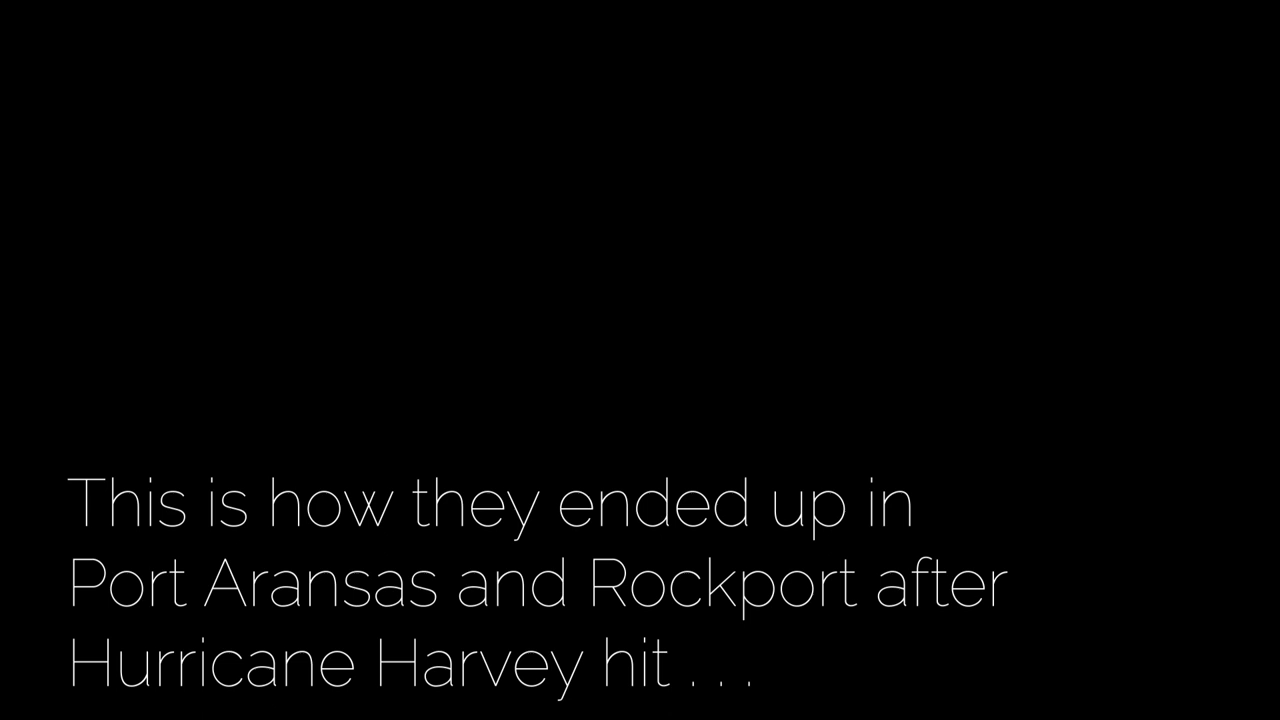 This is how they ended up in
Port Aransas and Rockport after
Hurricane Harvey hit . . .